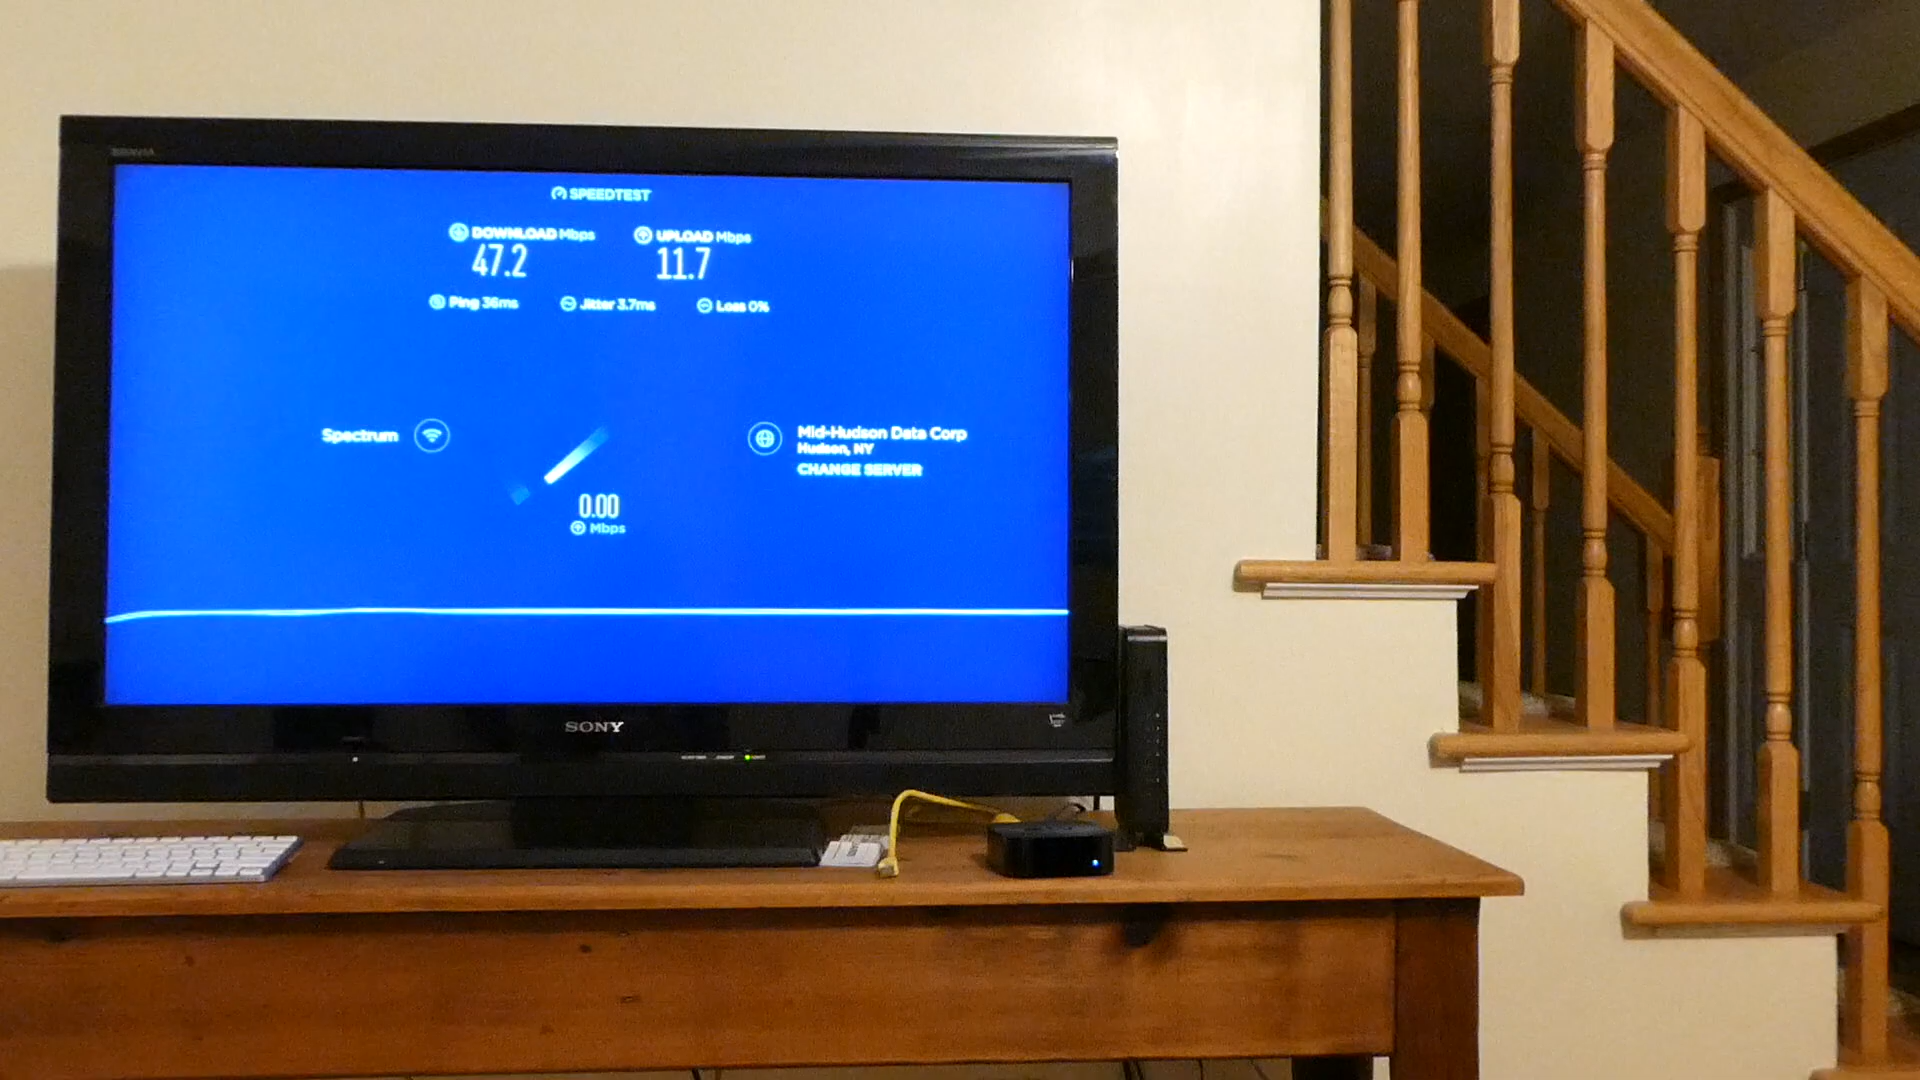 BRAVIA
SPEEDTEST
DOWNLOAD Mbps
UPLOAD Mbps
47.2
11.7
Ping 36ms
Jitter 3.7ms
Loss 0%
Spectrum
Mid-Hudson Data Corp
Hudson, NY
CHANGE SERVER
0.00
Mbps
SONY